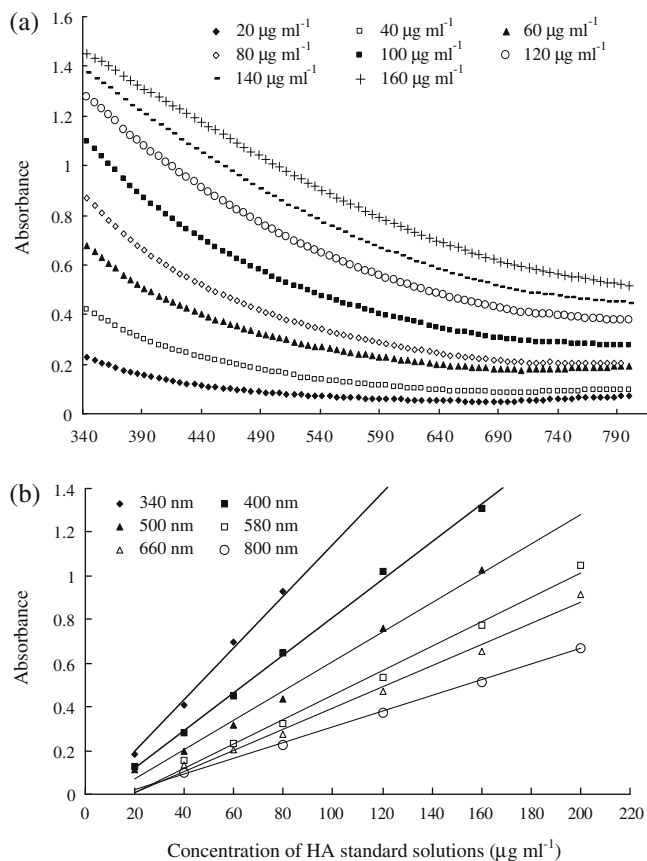 (a)
20 µg ml⁻¹ 40 µg ml⁻¹ 60 µg ml⁻¹
80 µg ml⁻¹ 100 µg ml⁻¹ 120 µg ml⁻¹
140 µg ml⁻¹ 160 µg ml⁻¹
Absorbance
1.6
1.4
1.2
1
0.8
0.6
0.4
0.2
0
340 390 440 490 540 590 640 690 740 790
(b)
340 nm 400 nm
500 nm 580 nm
660 nm 800 nm
Absorbance
1.4
1.2
1
0.8
0.6
0.4
0.2
0
0 20 40 60 80 100 120 140 160 180 200 220
Concentration of HA standard solutions (µg ml⁻¹)